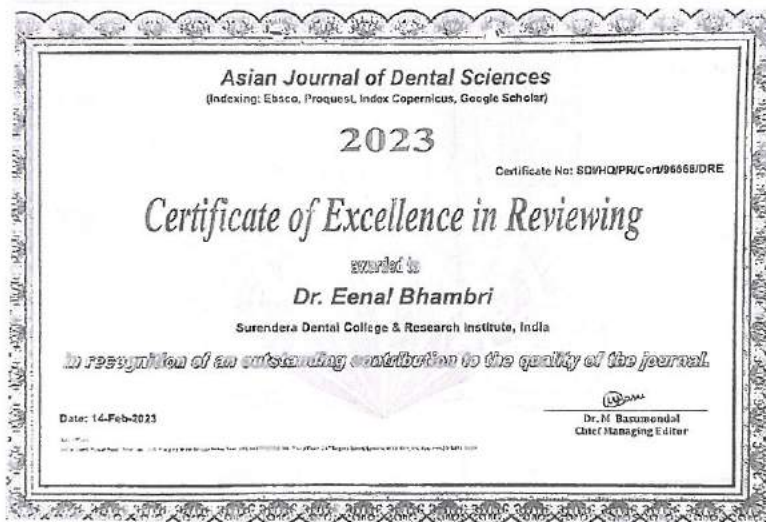 Asian Journal of Dental Sciences
(Indexing: Ebsco, Proquest, Index Copernicus, Google Scholar)
2023
Certificate No: SDI/HQ/PR/Cert/96668/DRE
Certificate of Excellence in Reviewing
awarded to
Dr. Eenal Bhambri
Surendera Dental College & Research Institute, India
in recognition of an outstanding contribution to the quality of the journal.
Date: 14-Feb-2023
Dr. M Basumondal
Chief Managing Editor